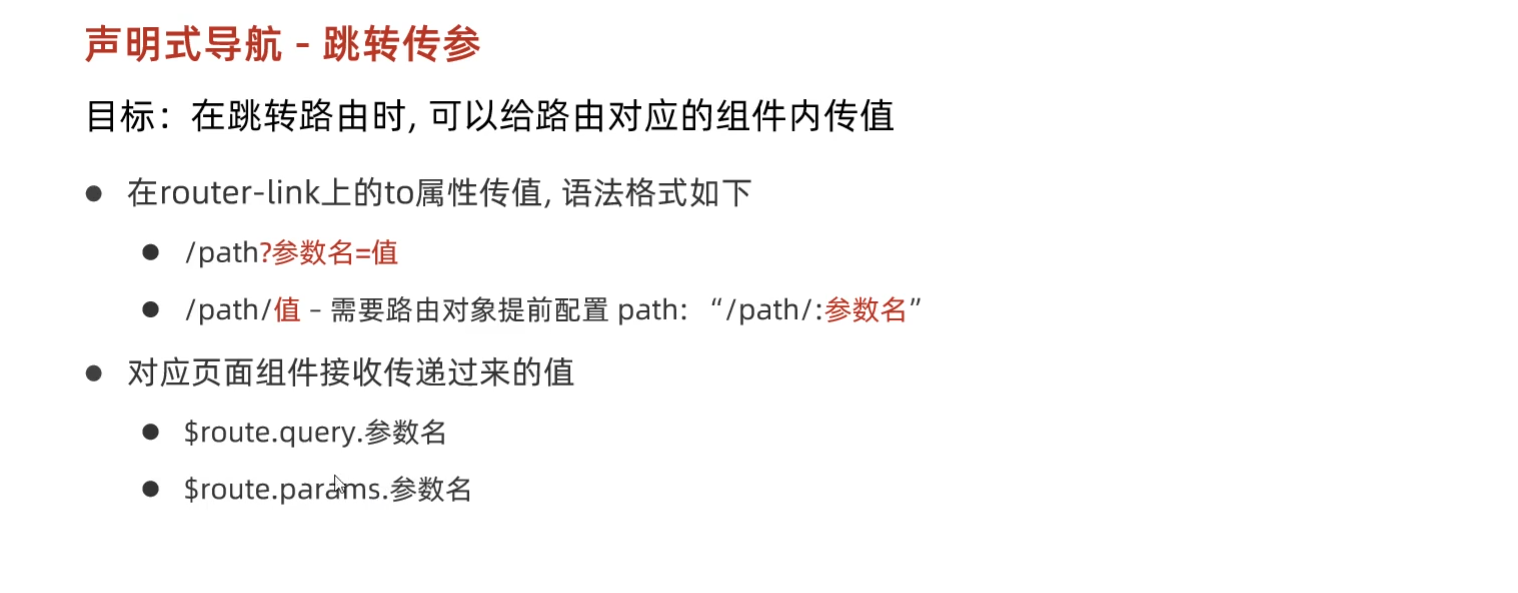 声明式导航 - 跳转传参
目标：在跳转路由时, 可以给路由对应的组件内传值
● 在router-link上的to属性传值, 语法格式如下
● /path?参数名=值
● /path/值 – 需要路由对象提前配置 path: “/path/:参数名”
● 对应页面组件接收传递过来的值
● $route.query.参数名
● $route.params.参数名